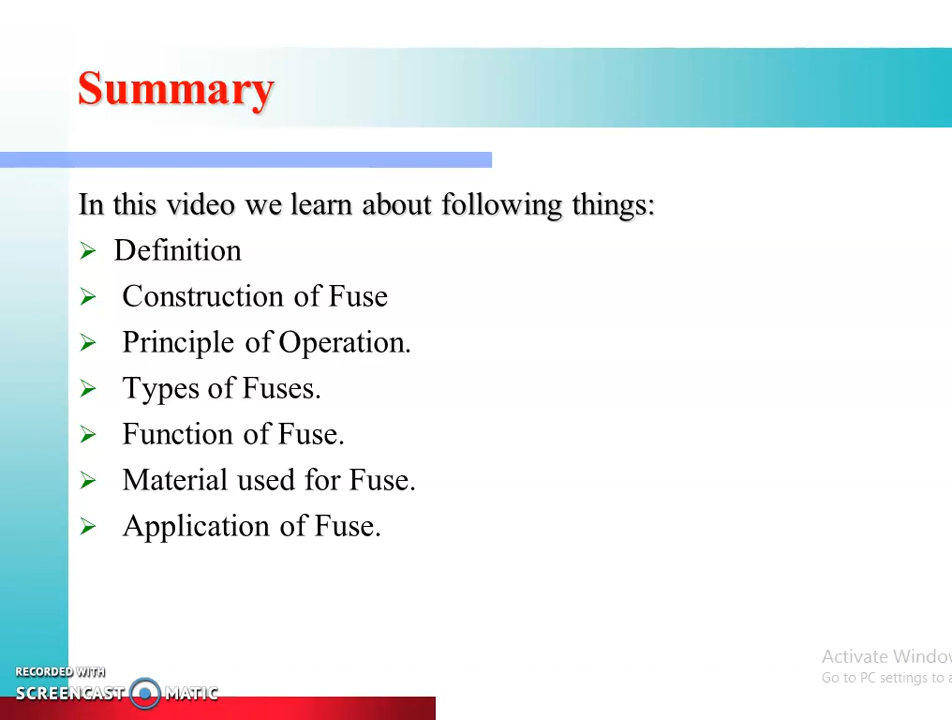 Summary
In this video we learn about following things:
Definition
Construction of Fuse
Principle of Operation.
Types of Fuses.
Function of Fuse.
Material used for Fuse.
Application of Fuse.
Activate Window
Go to PC settings to a
RECORDED WITH
SCREENCAST MATIC